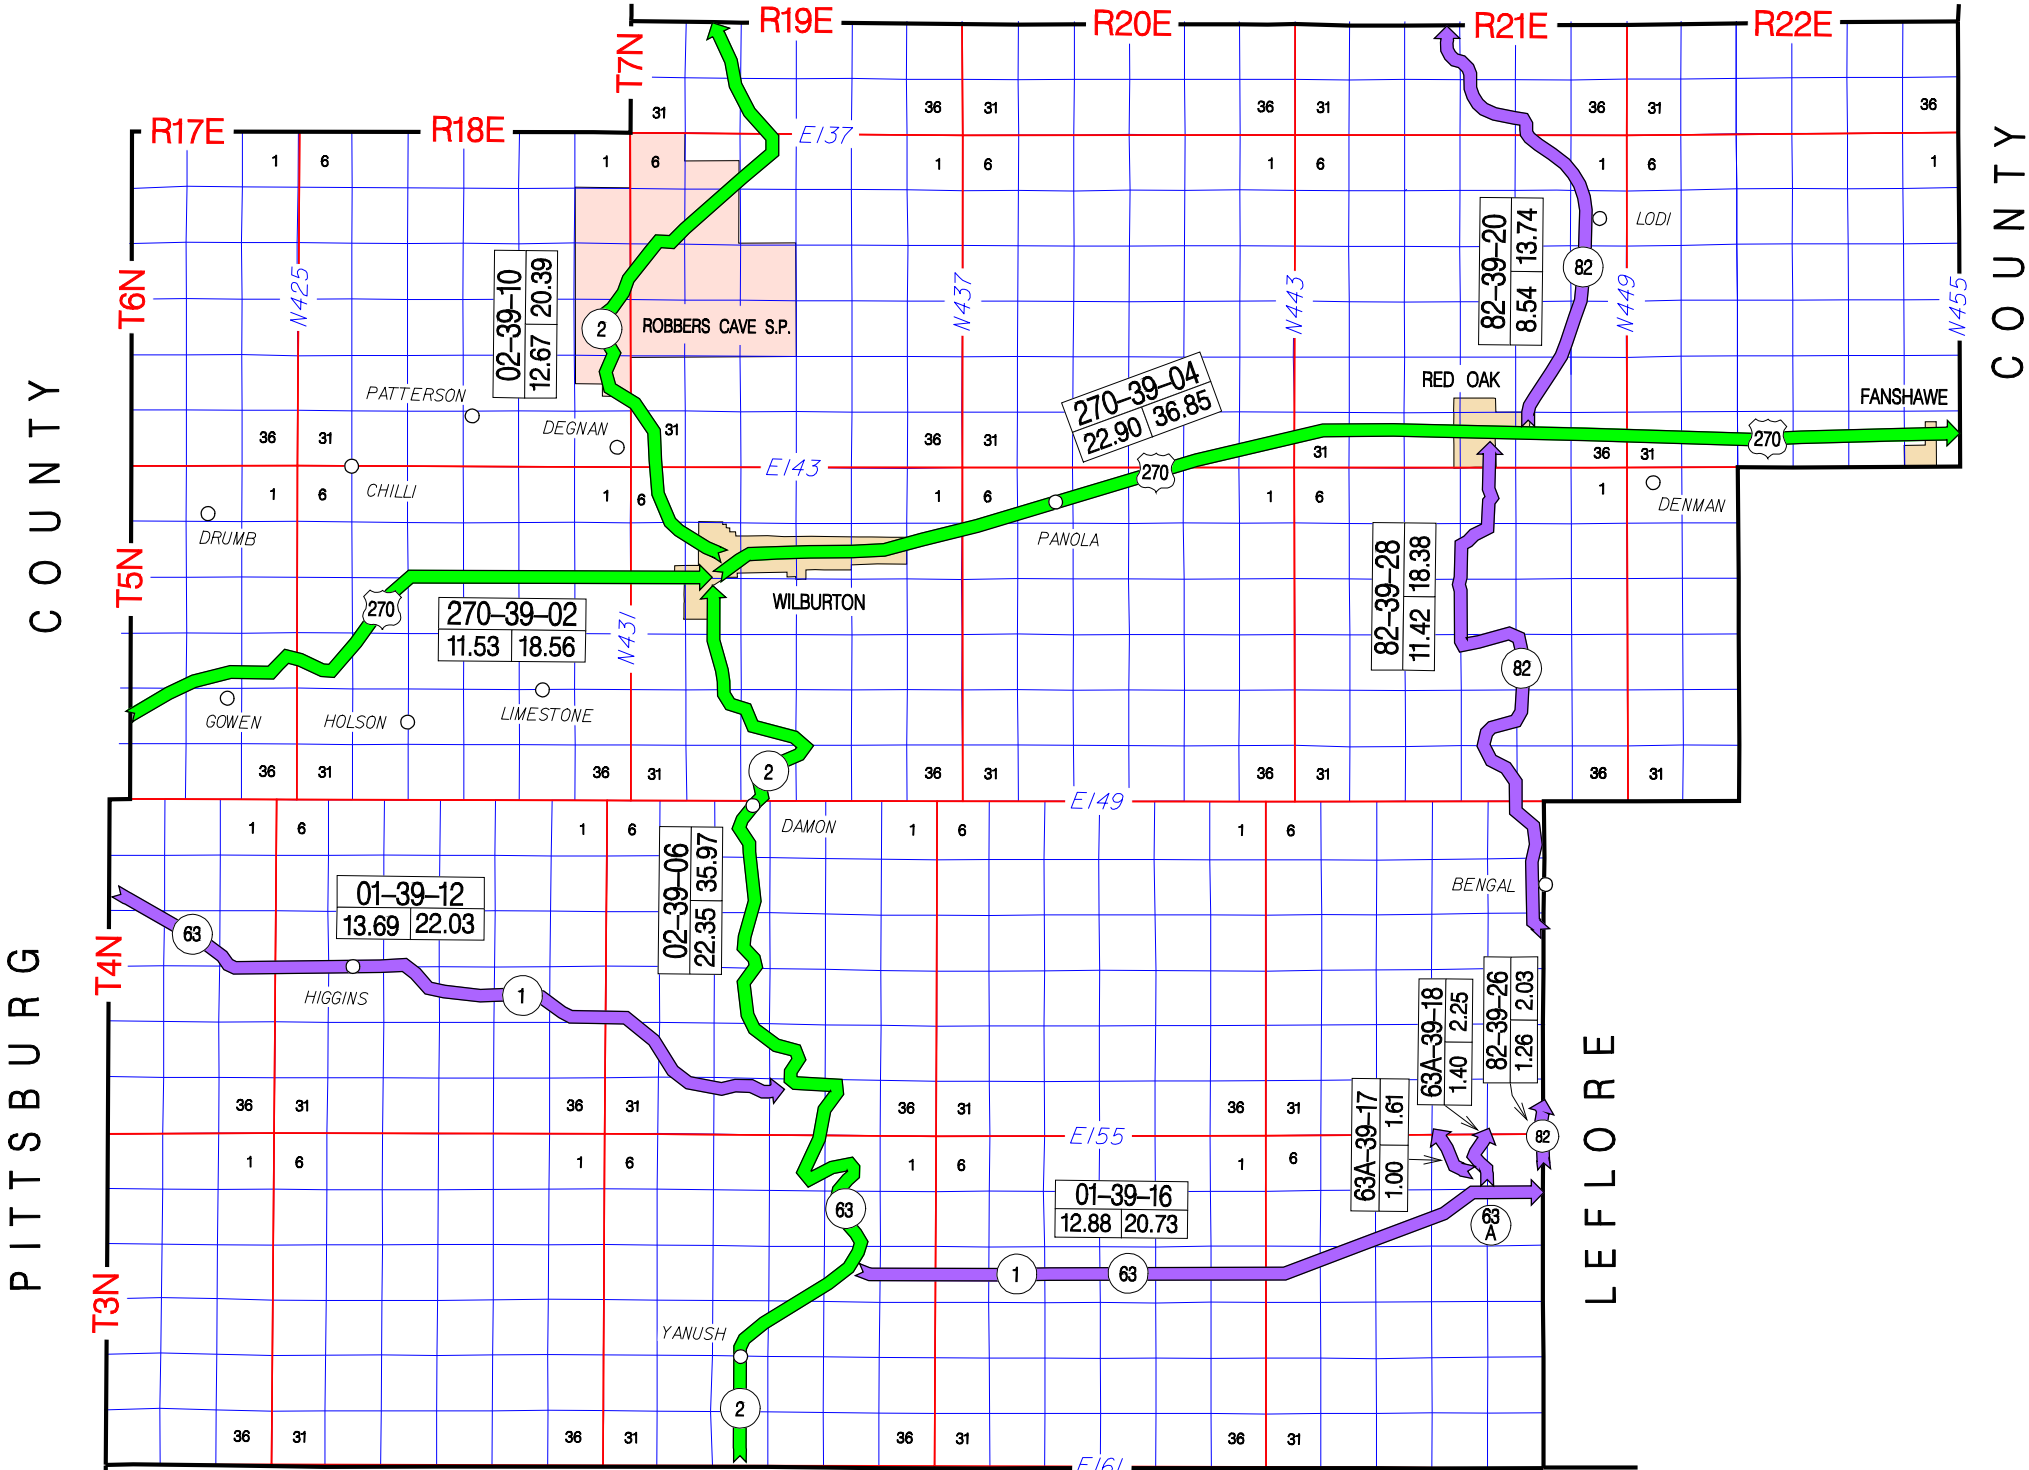 R19E
R20E
R21E
R22E
T7N
31
36 31
36 31
36 31
36
R17E
R18E
E137
1 6
1 6
1 6
1 6
1 6
1
COUNTY
LODI
82-39-20
8.54 13.74
82
T6N
N425
02-39-10
12.67 20.39
2
ROBBERS CAVE S.P.
N437
N443
N449
N455
PATTERSON
DEGNAN
270-39-04
22.90 36.85
RED OAK
FANSHAWE
COUNTY
36 31
31
36 31
31
36 31
270
270
E143
CHILLI
1 6
1 6
1 6
1 6
1
DENMAN
DRUMB
PANOLA
T5N
270
270-39-02
11.53 18.56
N431
WILBURTON
82-39-28
11.42 18.38
82
GOWEN
HOLSON
LIMESTONE
36 31
36 31
36 31
36 31
36 31
2
E149
DAMON
1 6
1 6
1 6
1 6
02-39-06
22.35 35.97
BENGAL
01-39-12
13.69 22.03
63
T4N
HIGGINS
1
PITTSBURG
63A-39-18
1.40 2.25
82-39-26
1.26 2.03
36 31
36 31
36 31
36 31
63A-39-17
1.00 1.61
E155
82
1 6
1 6
1 6
1 6
LEFLORE
01-39-16
12.88 20.73
63
63
A
1
63
T3N
YANUSH
2
36 31
36 31
36 31
36 31
E161